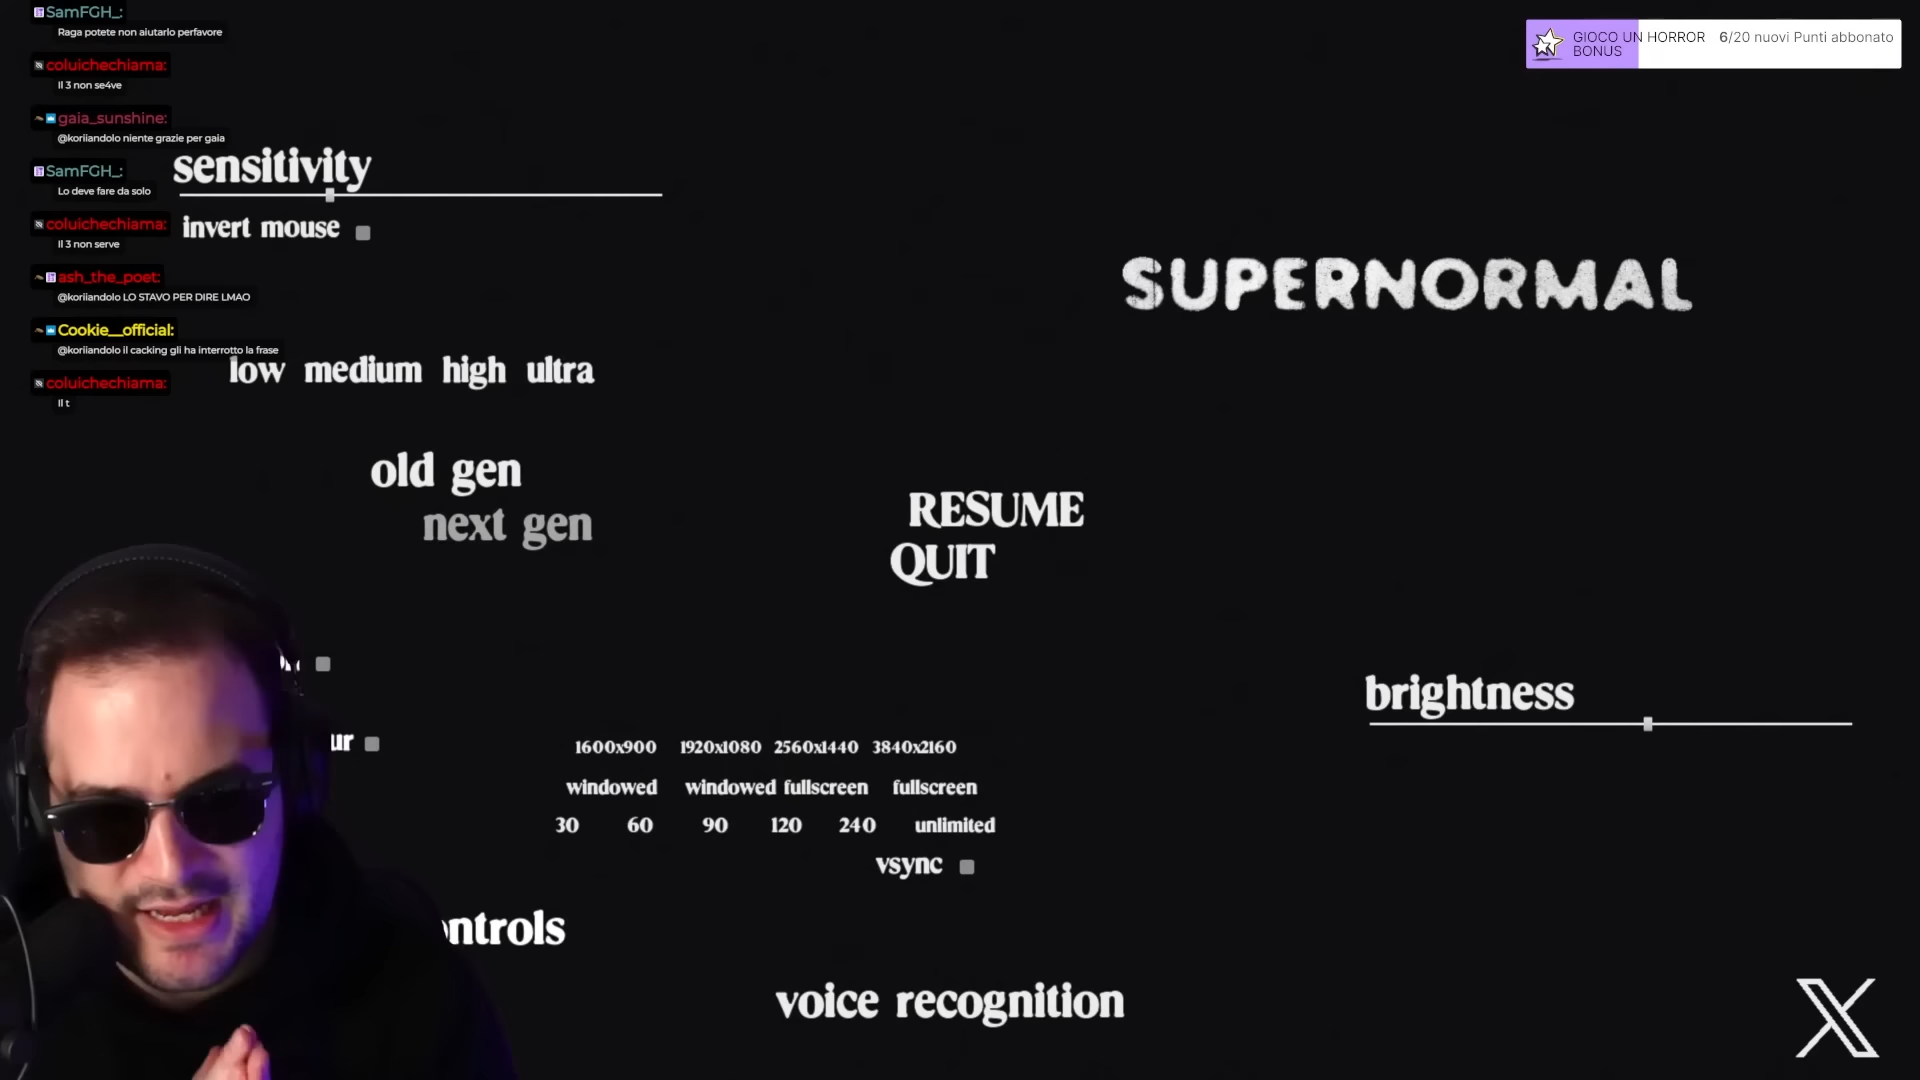 SamFGH_:
Raga potete non aiutarlo perfavore
coluichechiama:
Il 3 non se4ve
gaia_sunshine:
@koriiandolo niente grazie per gaia
SamFGH_:
Lo deve fare da solo
coluichechiama:
Il 3 non serve
ash_the_poet:
@koriiandolo LO STAVO PER DIRE LMAO
Cookie__official:
@koriiandolo il cacking gli ha interrotto la frase
coluichechiama:
Il t
GIOCO UN HORROR BONUS
6/20 nuovi Punti abbonato
sensitivity
invert mouse
SUPERNORMAL
low medium high ultra
old gen
next gen
RESUME
QUIT
brightness
1600x900 1920x1080 2560x1440 3840x2160
windowed windowed fullscreen fullscreen
30 60 90 120 240 unlimited
vsync
ontrols
voice recognition